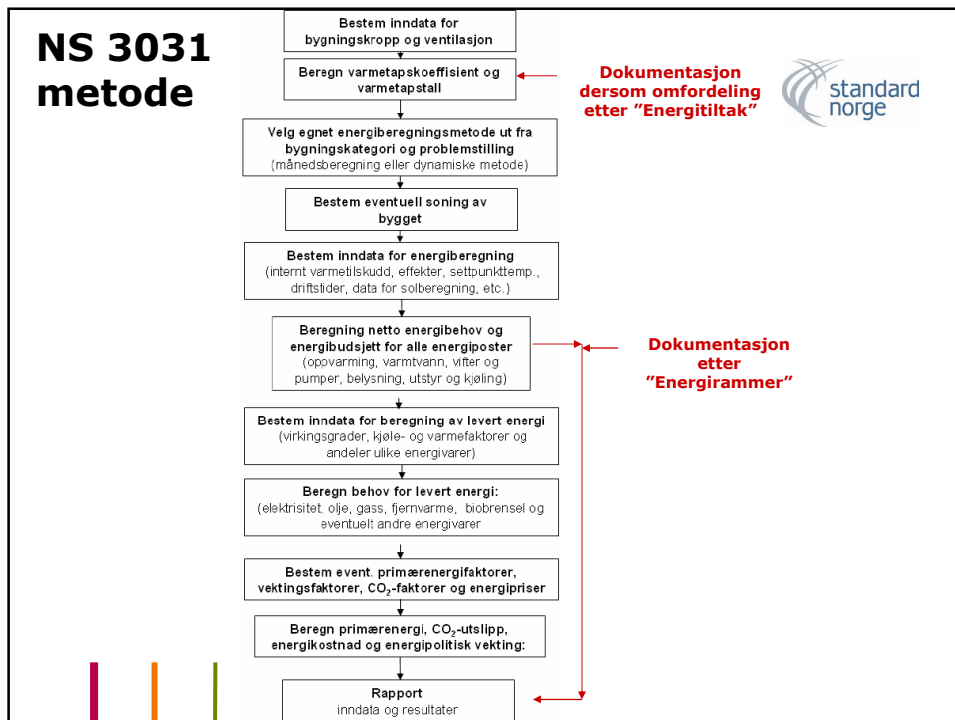 NS 3031
metode
Bestem inndata for
bygningskropp og ventilasjon
Beregn varmetapskoeffisient og
varmetapstall
Dokumentasjon
dersom omfordeling
etter ”Energitiltak”
standard
norge
Velg egnet energiberegningsmetode ut fra
bygningskategori og problemstilling
(månedsberegning eller dynamiske metode)
Bestem eventuell soning av
bygget
Bestem inndata for energiberegning
(internt varmetilskudd, effekter, settpunkttemp.,
driftstider, data for solberegning, etc.)
Beregning netto energibehov og
energibudsjett for alle energiposter
(oppvarming, varmtvann, vifter og
pumper, belysning, utstyr og kjøling)
Dokumentasjon
etter
”Energirammer”
Bestem inndata for beregning av levert energi
(virkingsgrader, kjøle- og varmefaktorer og
andeler ulike energivarer)
Beregn behov for levert energi:
(elektrisitet, olje, gass, fjernvarme, biobrensel og
eventuelt andre energivarer
Bestem event. primærenergifaktorer,
vektingsfaktorer, CO₂-faktorer og energipriser
Beregn primærenergi, CO₂-utslipp,
energikostnad og energipolitisk vekting:
Rapport
inndata og resultater